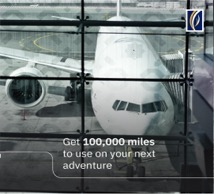 Get 100,000 miles
to use on your next
adventure